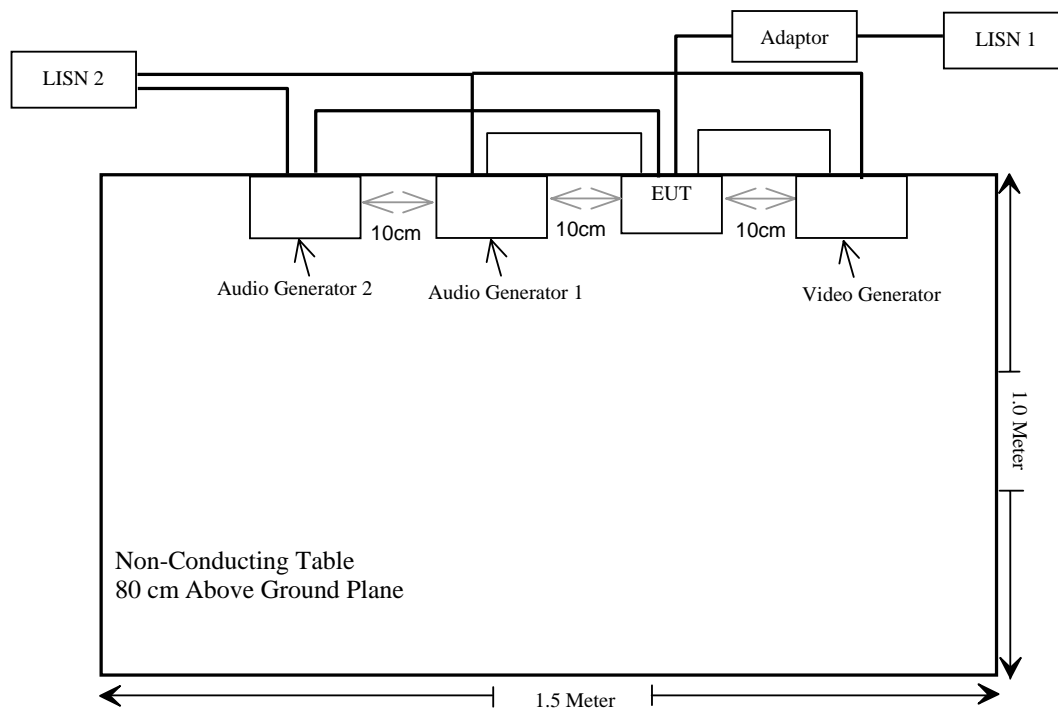 Adaptor
LISN 1
LISN 2
EUT
10cm
10cm
10cm
Audio Generator 2
Audio Generator 1
Video Generator
1.0 Meter
Non-Conducting Table
80 cm Above Ground Plane
1.5 Meter